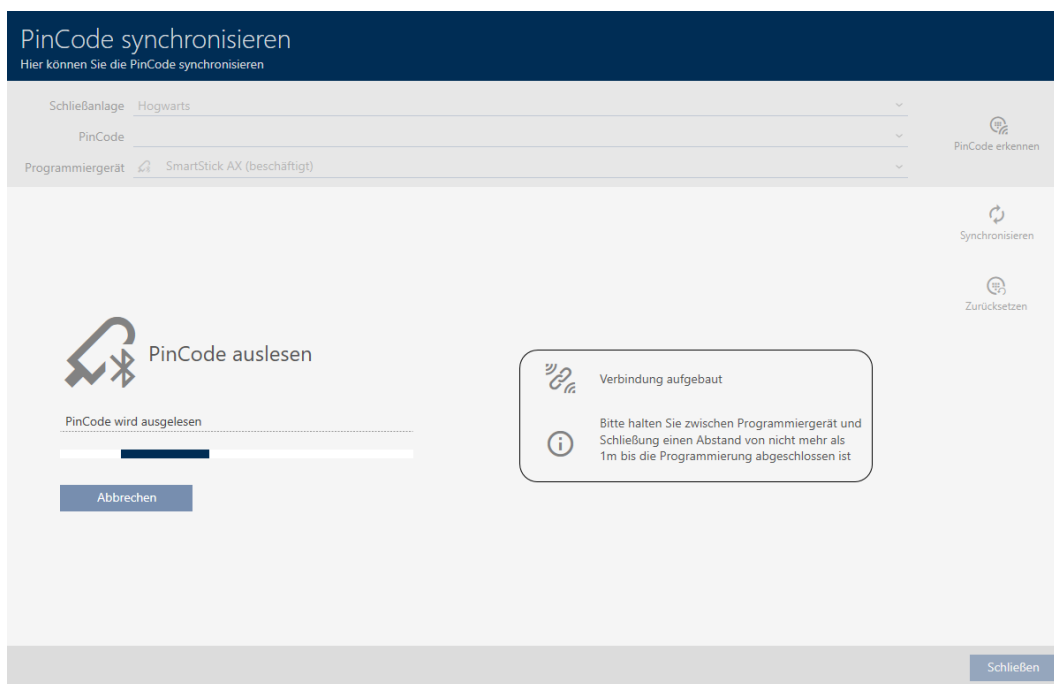 PinCode synchronisieren
Hier können Sie die PinCode synchronisieren
Schließanlage Hogwarts
PinCode
Programmiergerät SmartStick AX (beschäftigt)
PinCode erkennen
Synchronisieren
Zurücksetzen
PinCode auslesen
PinCode wird ausgelesen
Abbrechen
Verbindung aufgebaut
Bitte halten Sie zwischen Programmiergerät und
Schließung einen Abstand von nicht mehr als
1m bis die Programmierung abgeschlossen ist
Schließen